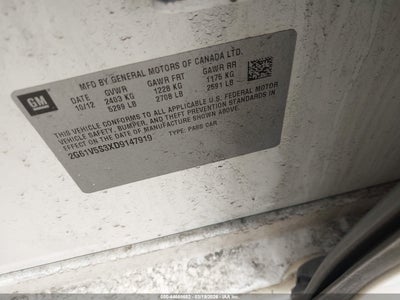 GM
MFD BY GENERAL MOTORS OF CANADA LTD.
DATE GVWR GAWR FRT GAWR RR
10/12 2403 KG 1228 KG 1175 KG
5299 LB 2708 LB 2591 LB
THIS VEHICLE CONFORMS TO ALL APPLICABLE U.S. FEDERAL MOTOR
VEHICLE SAFETY, BUMPER, AND THEFT PREVENTION STANDARDS IN
EFFECT ON THE DATE OF MANUFACTURE SHOWN ABOVE.
2G61V5S3XD9147919 TYPE: PASS CAR